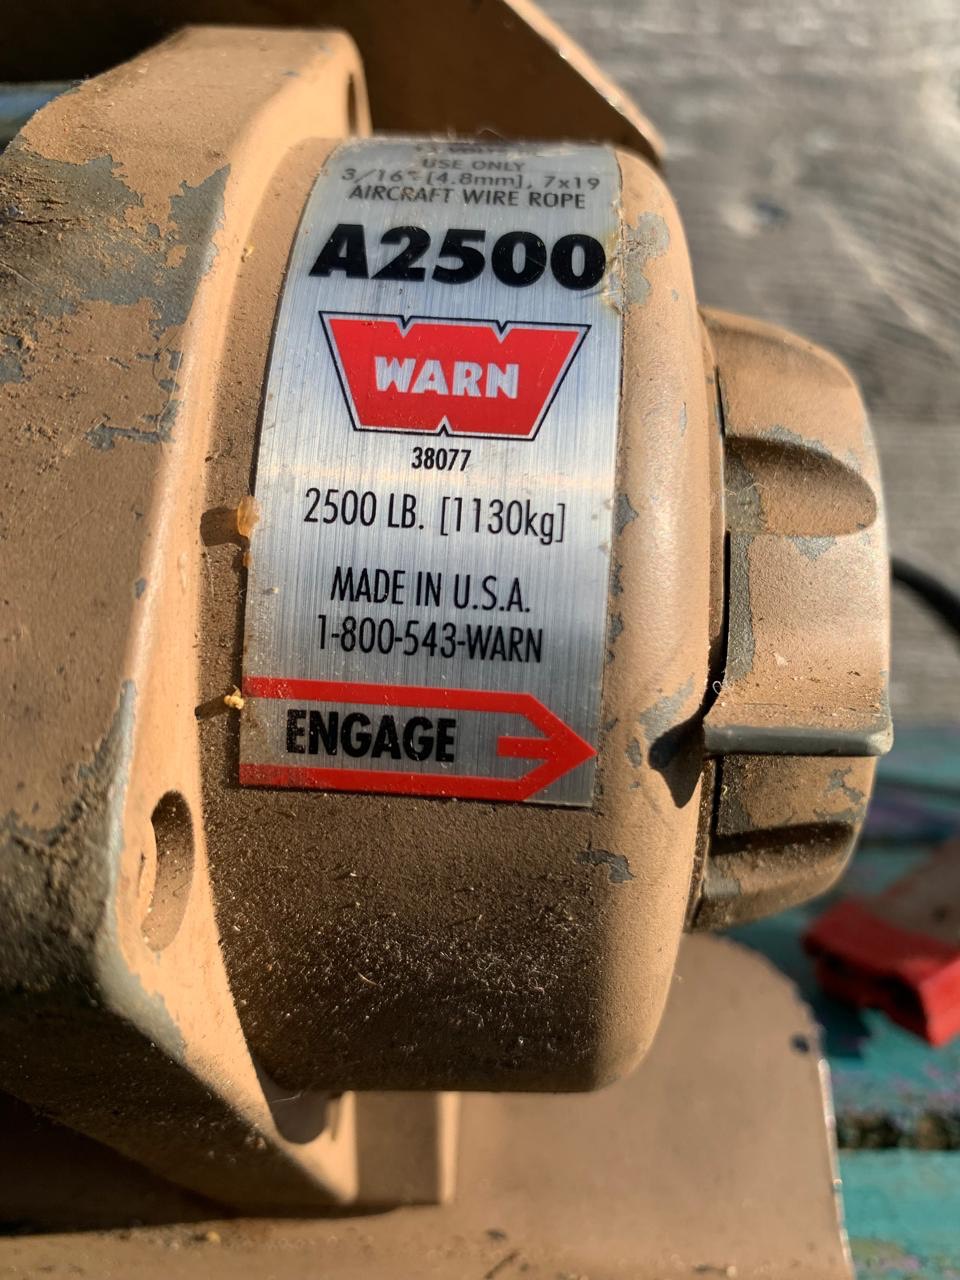 USE ONLY
3/16" [4.8mm], 7x19
AIRCRAFT WIRE ROPE
A2500
WARN
38077
2500 LB. [1130kg]
MADE IN U.S.A.
1-800-543-WARN
ENGAGE